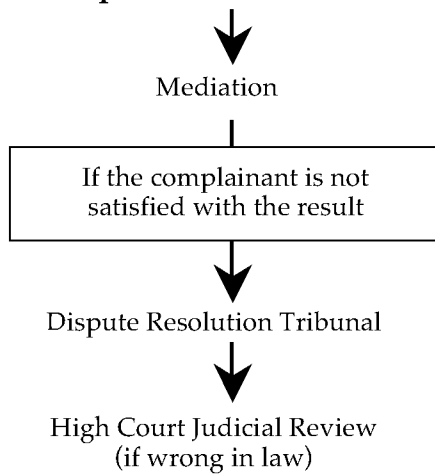 Mediation
If the complainant is not
satisfied with the result
Dispute Resolution Tribunal
High Court Judicial Review
(if wrong in law)